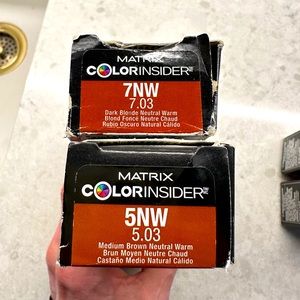 MATRIX
COLORINSIDER
7NW
7.03
Dark Blonde Neutral Warm
Blond Fonce Neutre Chaud
Rubio Oscuro Natural Cálido
MATRIX
COLORINSIDER
5NW
5.03
Medium Brown Neutral Warm
Brun Moyen Neutre Chaud
Castaño Medio Natural Cálido